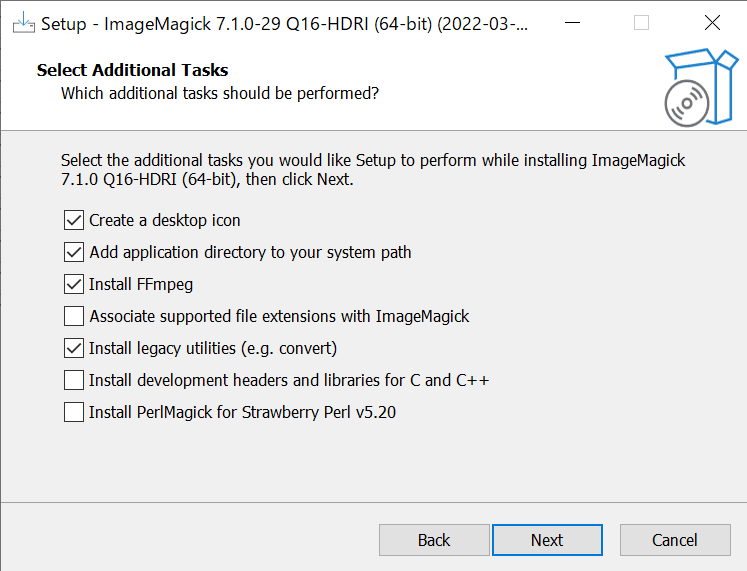 Setup - ImageMagick 7.1.0-29 Q16-HDRI (64-bit) (2022-03-...
Select Additional Tasks
Which additional tasks should be performed?
Select the additional tasks you would like Setup to perform while installing ImageMagick
7.1.0 Q16-HDRI (64-bit), then click Next.
Create a desktop icon
Add application directory to your system path
Install FFmpeg
Associate supported file extensions with ImageMagick
Install legacy utilities (e.g. convert)
Install development headers and libraries for C and C++
Install PerlMagick for Strawberry Perl v5.20
Back Next Cancel